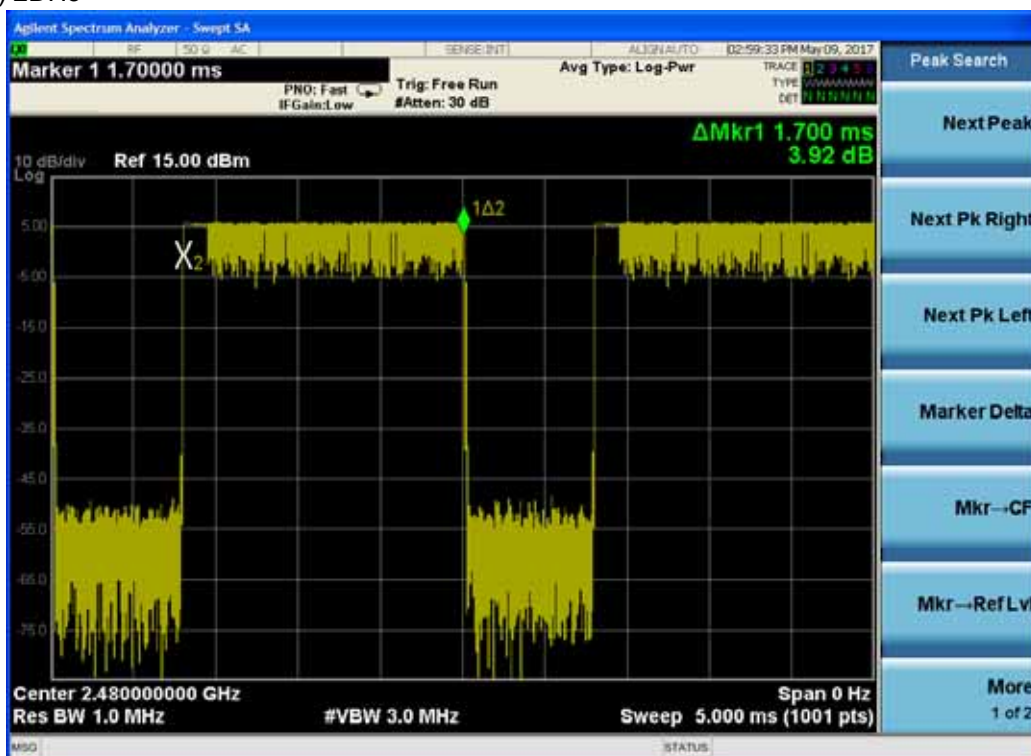 Agilent Spectrum Analyzer - Swept SA
RF 50 Ω AC SENSE:INT ALIGN AUTO 02:59:33 PM May 09, 2017
Marker 1 1.70000 ms
PNO: Fast
IFGain:Low
Trig: Free Run
#Atten: 30 dB
Avg Type: Log-Pwr
TRACE 1 2 3 4 5 6
TYPE
DET N N N N N N
Peak Search
ΔMkr1 1.700 ms
3.92 dB
10 dB/div Ref 15.00 dBm
Log
1Δ2
5.00
X2
-5.00
-15.0
-25.0
-35.0
-45.0
-55.0
-65.0
-75.0
Center 2.480000000 GHz
Span 0 Hz
Res BW 1.0 MHz
#VBW 3.0 MHz
Sweep 5.000 ms (1001 pts)
MSG
STATUS
Next Peak
Next Pk Right
Next Pk Left
Marker Delta
Mkr→CF
Mkr→Ref Lvl
More
1 of 2